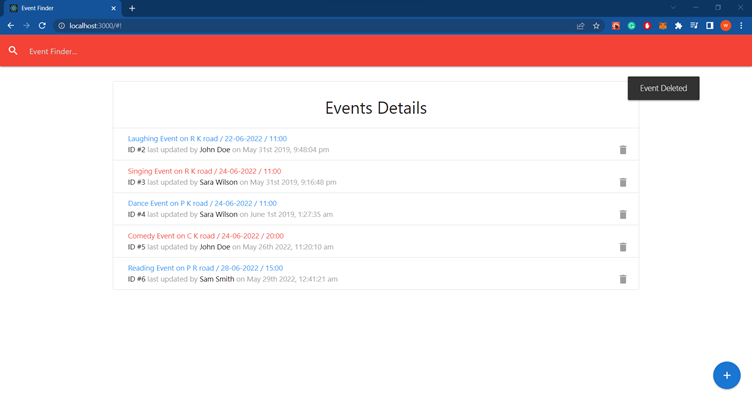 Event Finder
localhost:3000/#!
W
Event Finder...
Event Deleted
Events Details
Laughing Event on R K road / 22-06-2022 / 11:00
ID #2 last updated by John Doe on May 31st 2019, 9:48:04 pm
Singing Event on R K road / 24-06-2022 / 11:00
ID #3 last updated by Sara Wilson on May 31st 2019, 9:16:48 pm
Dance Event on P K road / 24-06-2022 / 11:00
ID #4 last updated by Sara Wilson on June 1st 2019, 1:27:35 am
Comedy Event on C K road / 24-06-2022 / 20:00
ID #5 last updated by John Doe on May 26th 2022, 11:20:10 am
Reading Event on P R road / 28-06-2022 / 15:00
ID #6 last updated by Sam Smith on May 29th 2022, 12:41:21 am